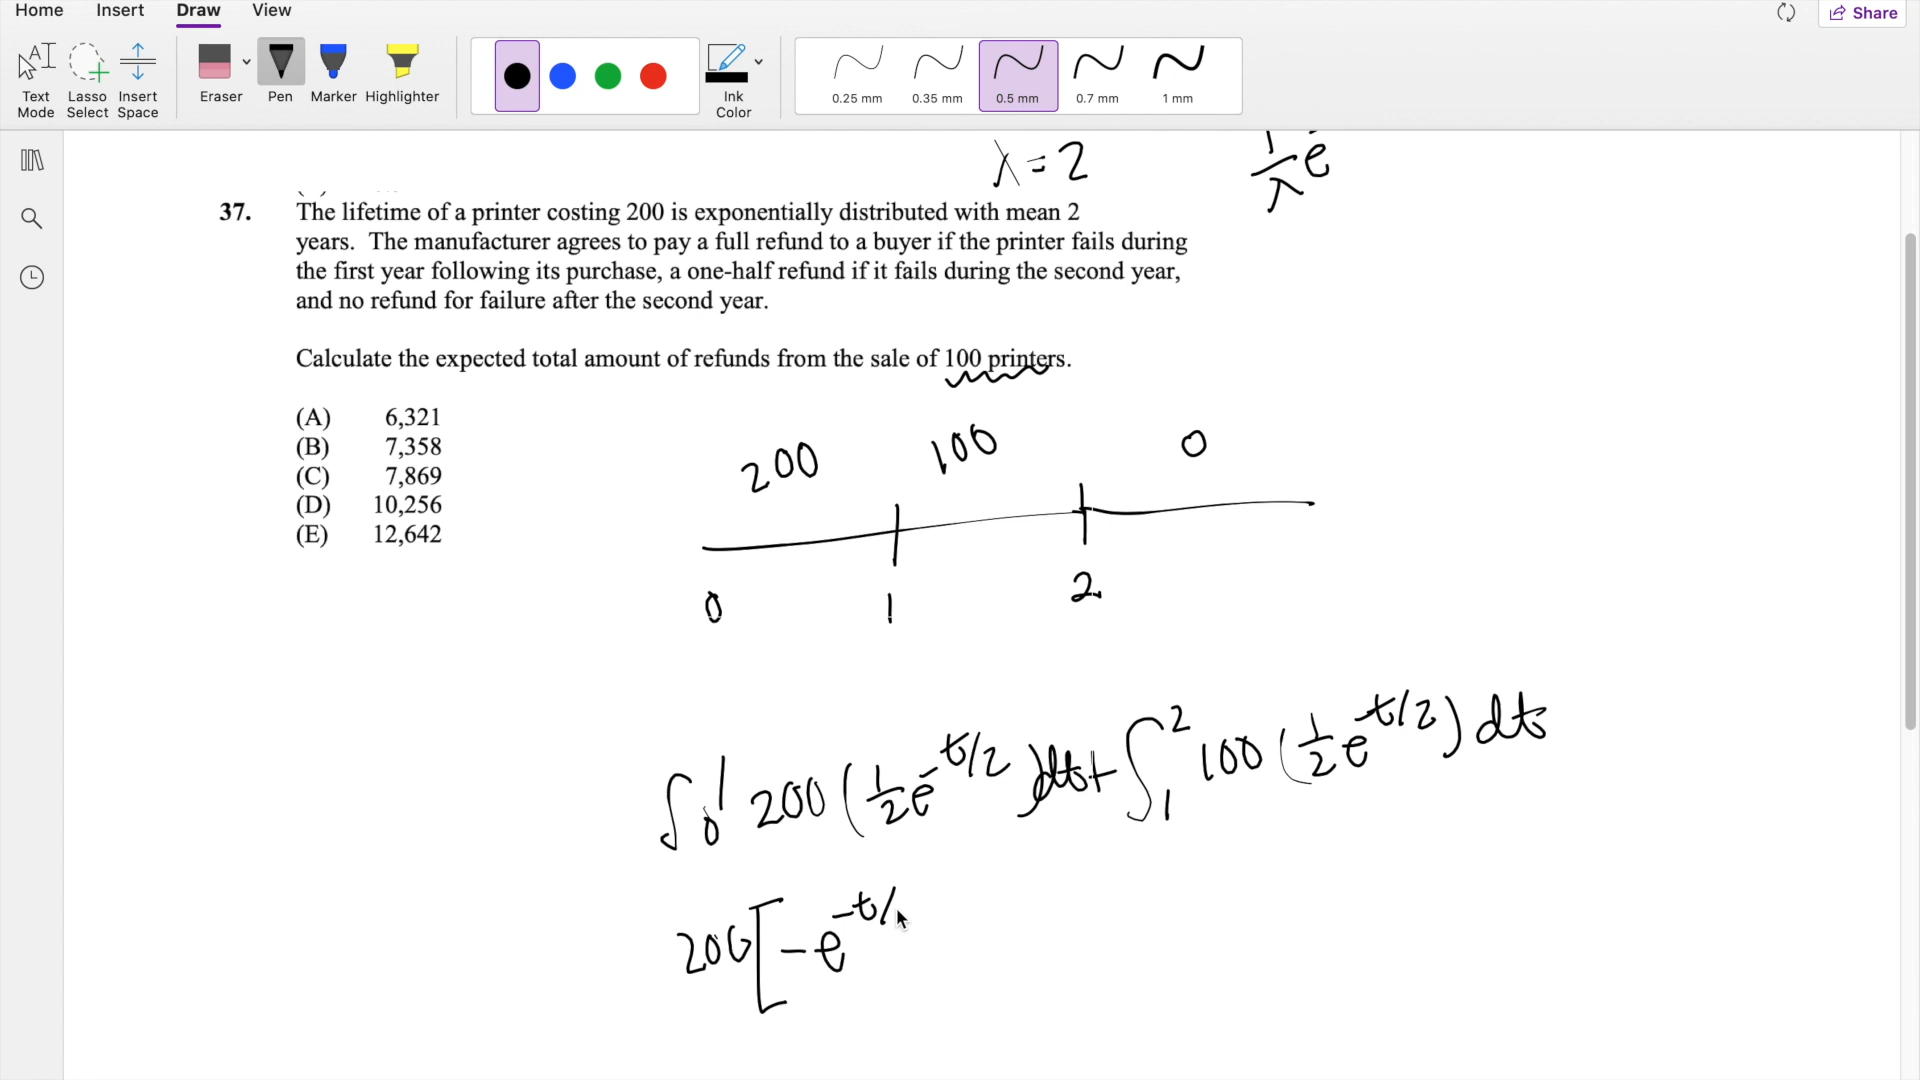 Home Insert Draw View Share
Text Mode Lasso Select Insert Space Eraser Pen Marker Highlighter Ink Color 0.25 mm 0.35 mm 0.5 mm 0.7 mm 1 mm
λ = 2
1/λ e
37. The lifetime of a printer costing 200 is exponentially distributed with mean 2
years. The manufacturer agrees to pay a full refund to a buyer if the printer fails during
the first year following its purchase, a one-half refund if it fails during the second year,
and no refund for failure after the second year.
Calculate the expected total amount of refunds from the sale of 100 printers.
(A) 6,321
(B) 7,358
(C) 7,869
(D) 10,256
(E) 12,642
200 100 0
0 1 2
∫₀¹ 200 (1/2 e^(-t/2)) dt + ∫₁² 100 (1/2 e^(-t/2)) dt
200 [ -e^(-t/